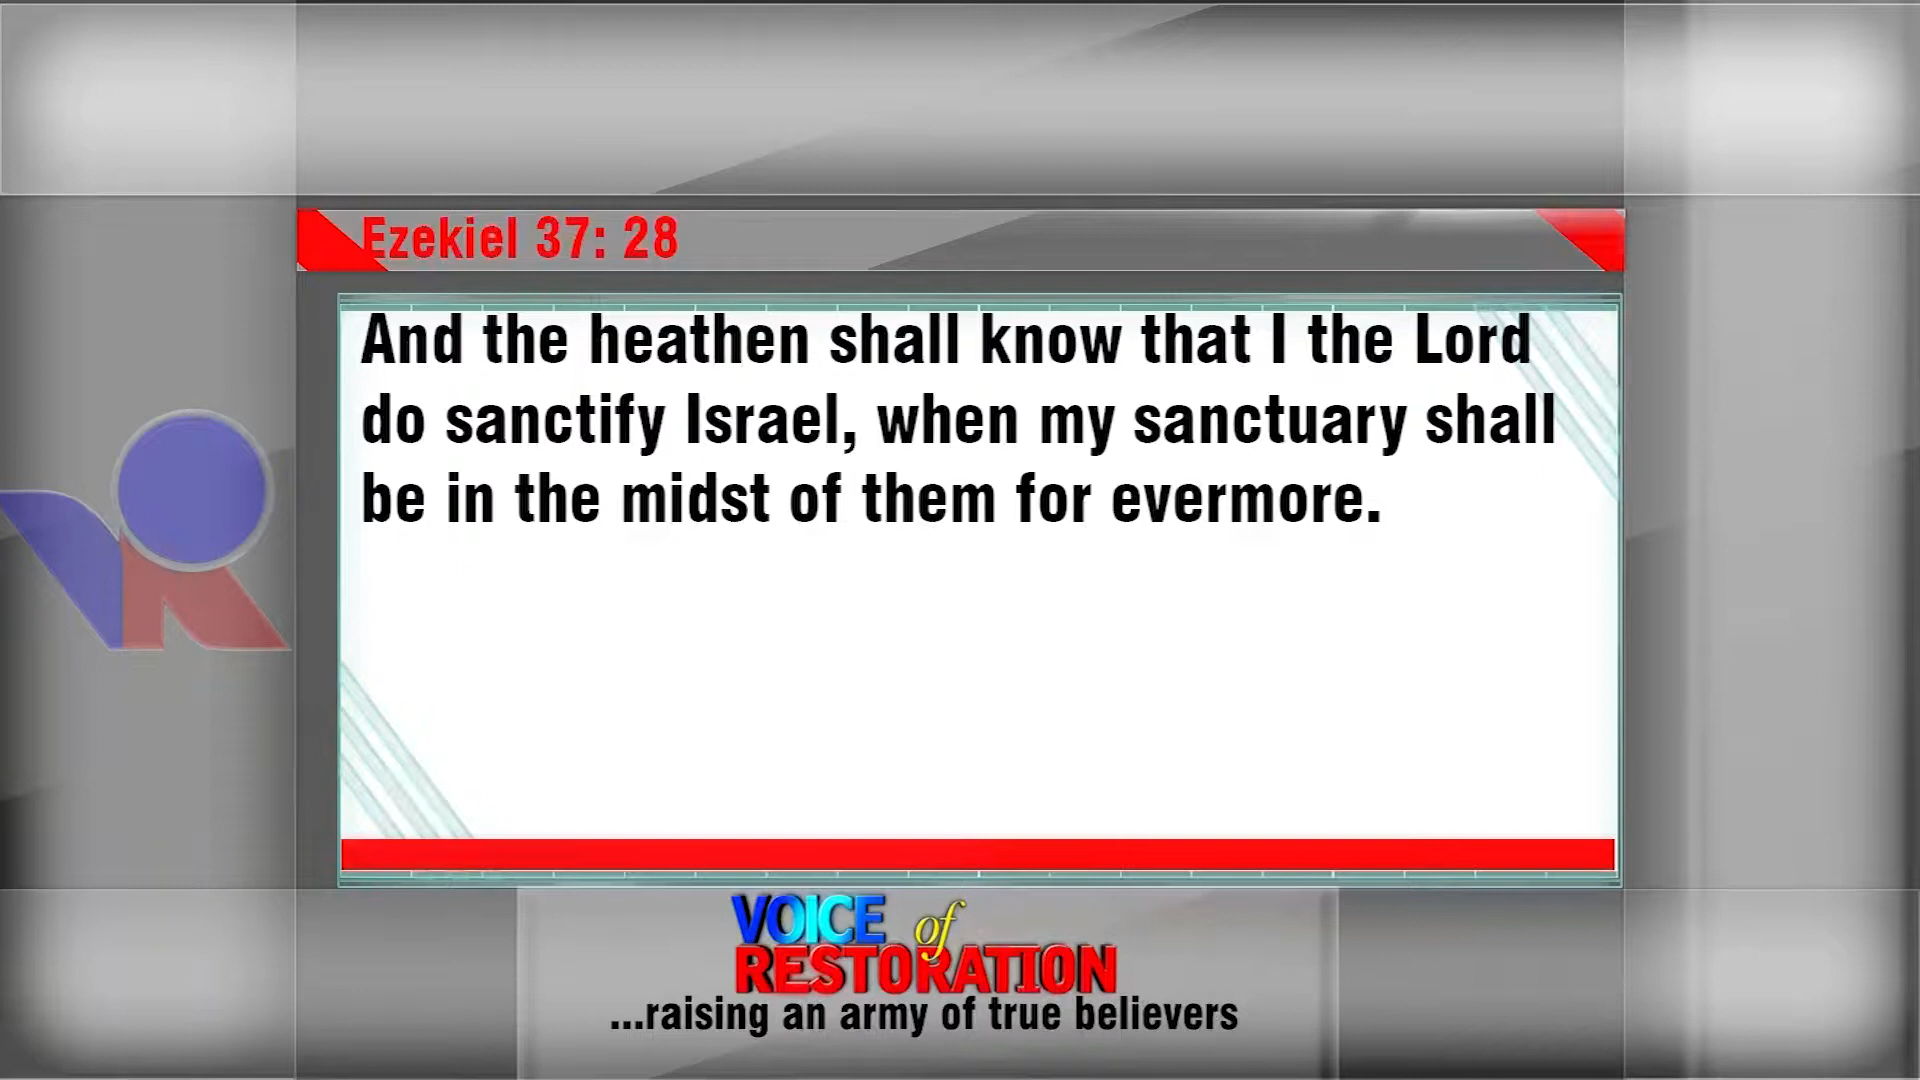 Ezekiel 37: 28
And the heathen shall know that I the Lord
do sanctify Israel, when my sanctuary shall
be in the midst of them for evermore.
VOICE of
RESTORATION
...raising an army of true believers